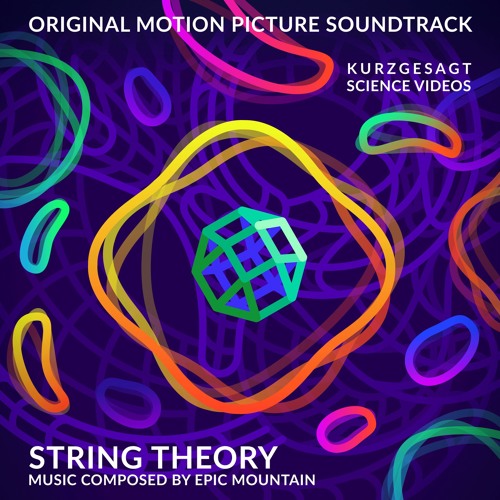 ORIGINAL MOTION PICTURE SOUNDTRACK
KURZGESAGT
SCIENCE VIDEOS
STRING THEORY
MUSIC COMPOSED BY EPIC MOUNTAIN